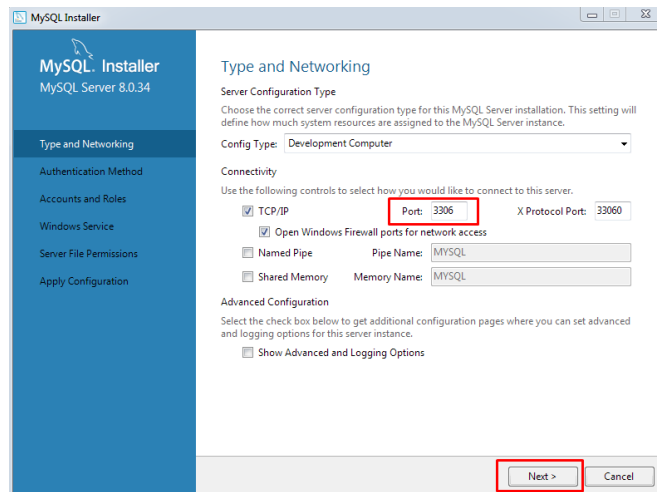 MySQL Installer
MySQL. Installer
MySQL Server 8.0.34
Type and Networking
Authentication Method
Accounts and Roles
Windows Service
Server File Permissions
Apply Configuration
Type and Networking
Server Configuration Type
Choose the correct server configuration type for this MySQL Server installation. This setting will
define how much system resources are assigned to the MySQL Server instance.
Config Type: Development Computer
Connectivity
Use the following controls to select how you would like to connect to this server.
TCP/IP Port: 3306 X Protocol Port: 33060
Open Windows Firewall ports for network access
Named Pipe Pipe Name: MYSQL
Shared Memory Memory Name: MYSQL
Advanced Configuration
Select the check box below to get additional configuration pages where you can set advanced
and logging options for this server instance.
Show Advanced and Logging Options
Next > Cancel